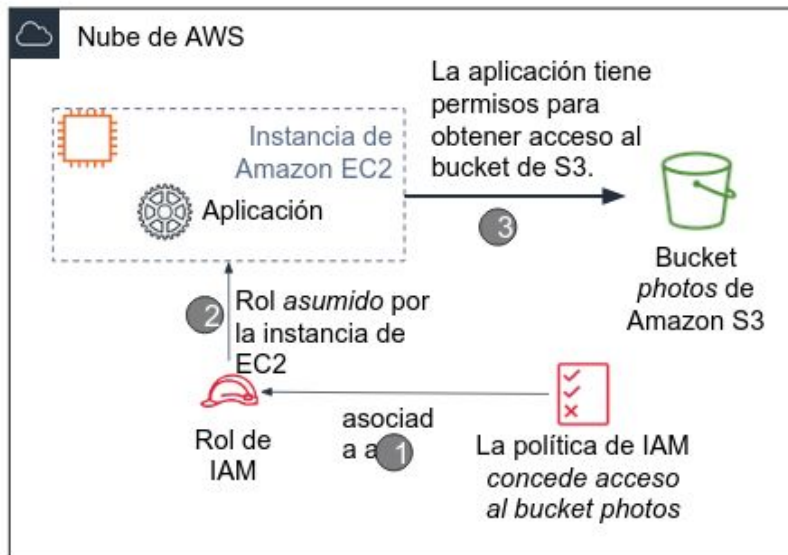 Nube de AWS
La aplicación tiene
permisos para
obtener acceso al
bucket de S3.
Instancia de
Amazon EC2
Aplicación
3
Bucket
photos de
Amazon S3
2
Rol asumido por
la instancia de
EC2
Rol de
IAM
asociad
a a
1
La política de IAM
concede acceso
al bucket photos